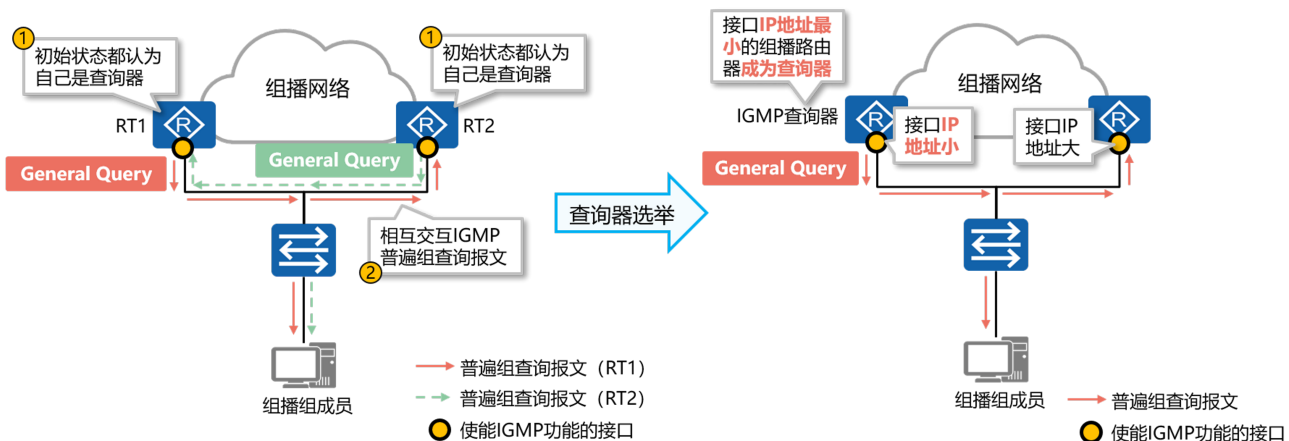 1
初始状态都认为
自己是查询器
组播网络
1
初始状态都认为
自己是查询器
RT1
R
R
RT2
General Query
General Query
相互交互IGMP
普遍组查询报文
2
组播组成员
普遍组查询报文（RT1）
普遍组查询报文（RT2）
使能IGMP功能的接口
查询器选举
接口IP地址最
小的组播路由
器成为查询器
组播网络
IGMP查询器
R
R
接口IP
地址小
接口IP
地址大
General Query
组播组成员
普遍组查询报文
使能IGMP功能的接口